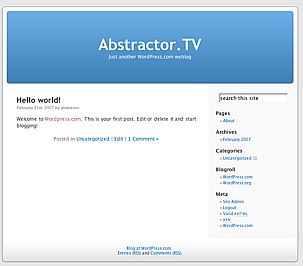 Abstractor.TV
Just another WordPress.com weblog
Hello world!
February 21st, 2007 by abstractor
Welcome to WordPress.com. This is your first post. Edit or delete it and start
blogging!
Posted in Uncategorized | Edit | 1 Comment »
search this site
Pages
» About
Archives
» February 2007
Categories
» Uncategorized (1)
Blogroll
» WordPress.com
» WordPress.org
Meta
» Site Admin
» Logout
» Valid XHTML
» XFN
» WordPress.com
Blog at WordPress.com.
Entries (RSS) and Comments (RSS).